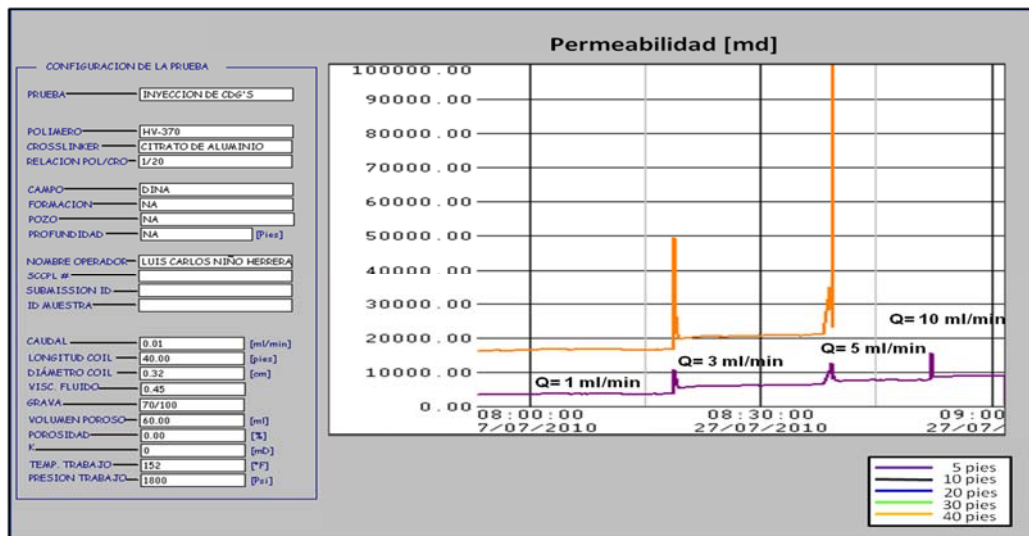 Permeabilidad [md]
CONFIGURACION DE LA PRUEBA
PRUEBA INYECCION DE CDG'S
POLIMERO HV-370
CROSSLINKER CITRATO DE ALUMINIO
RELACION POL/CRO 1/20
CAMPO DINA
FORMACION NA
POZO NA
PROFUNDIDAD NA [Pies]
NOMBRE OPERADOR LUIS CARLOS NIÑO HERRERA
SCCPL #
SUBMISSION ID
ID MUESTRA
CAUDAL 0.01 [ml/min]
LONGITUD COIL 40.00 [pies]
DIÁMETRO COIL 0.32 [cm]
VISC. FLUIDO 0.45
GRAVA 70/100
VOLUMEN POROSO 60.00 [ml]
POROSIDAD 0.00 [%]
K 0 [mD]
TEMP. TRABAJO 152 [°F]
PRESION TRABAJO 1800 [Psi]
100000.00
90000.00
80000.00
70000.00
60000.00
50000.00
40000.00
30000.00
20000.00
10000.00
0.00
Q= 1 ml/min
Q= 3 ml/min
Q= 5 ml/min
Q= 10 ml/min
08:00:00 08:30:00 09:00
7/07/2010 27/07/2010 27/07/
5 pies
10 pies
20 pies
30 pies
40 pies